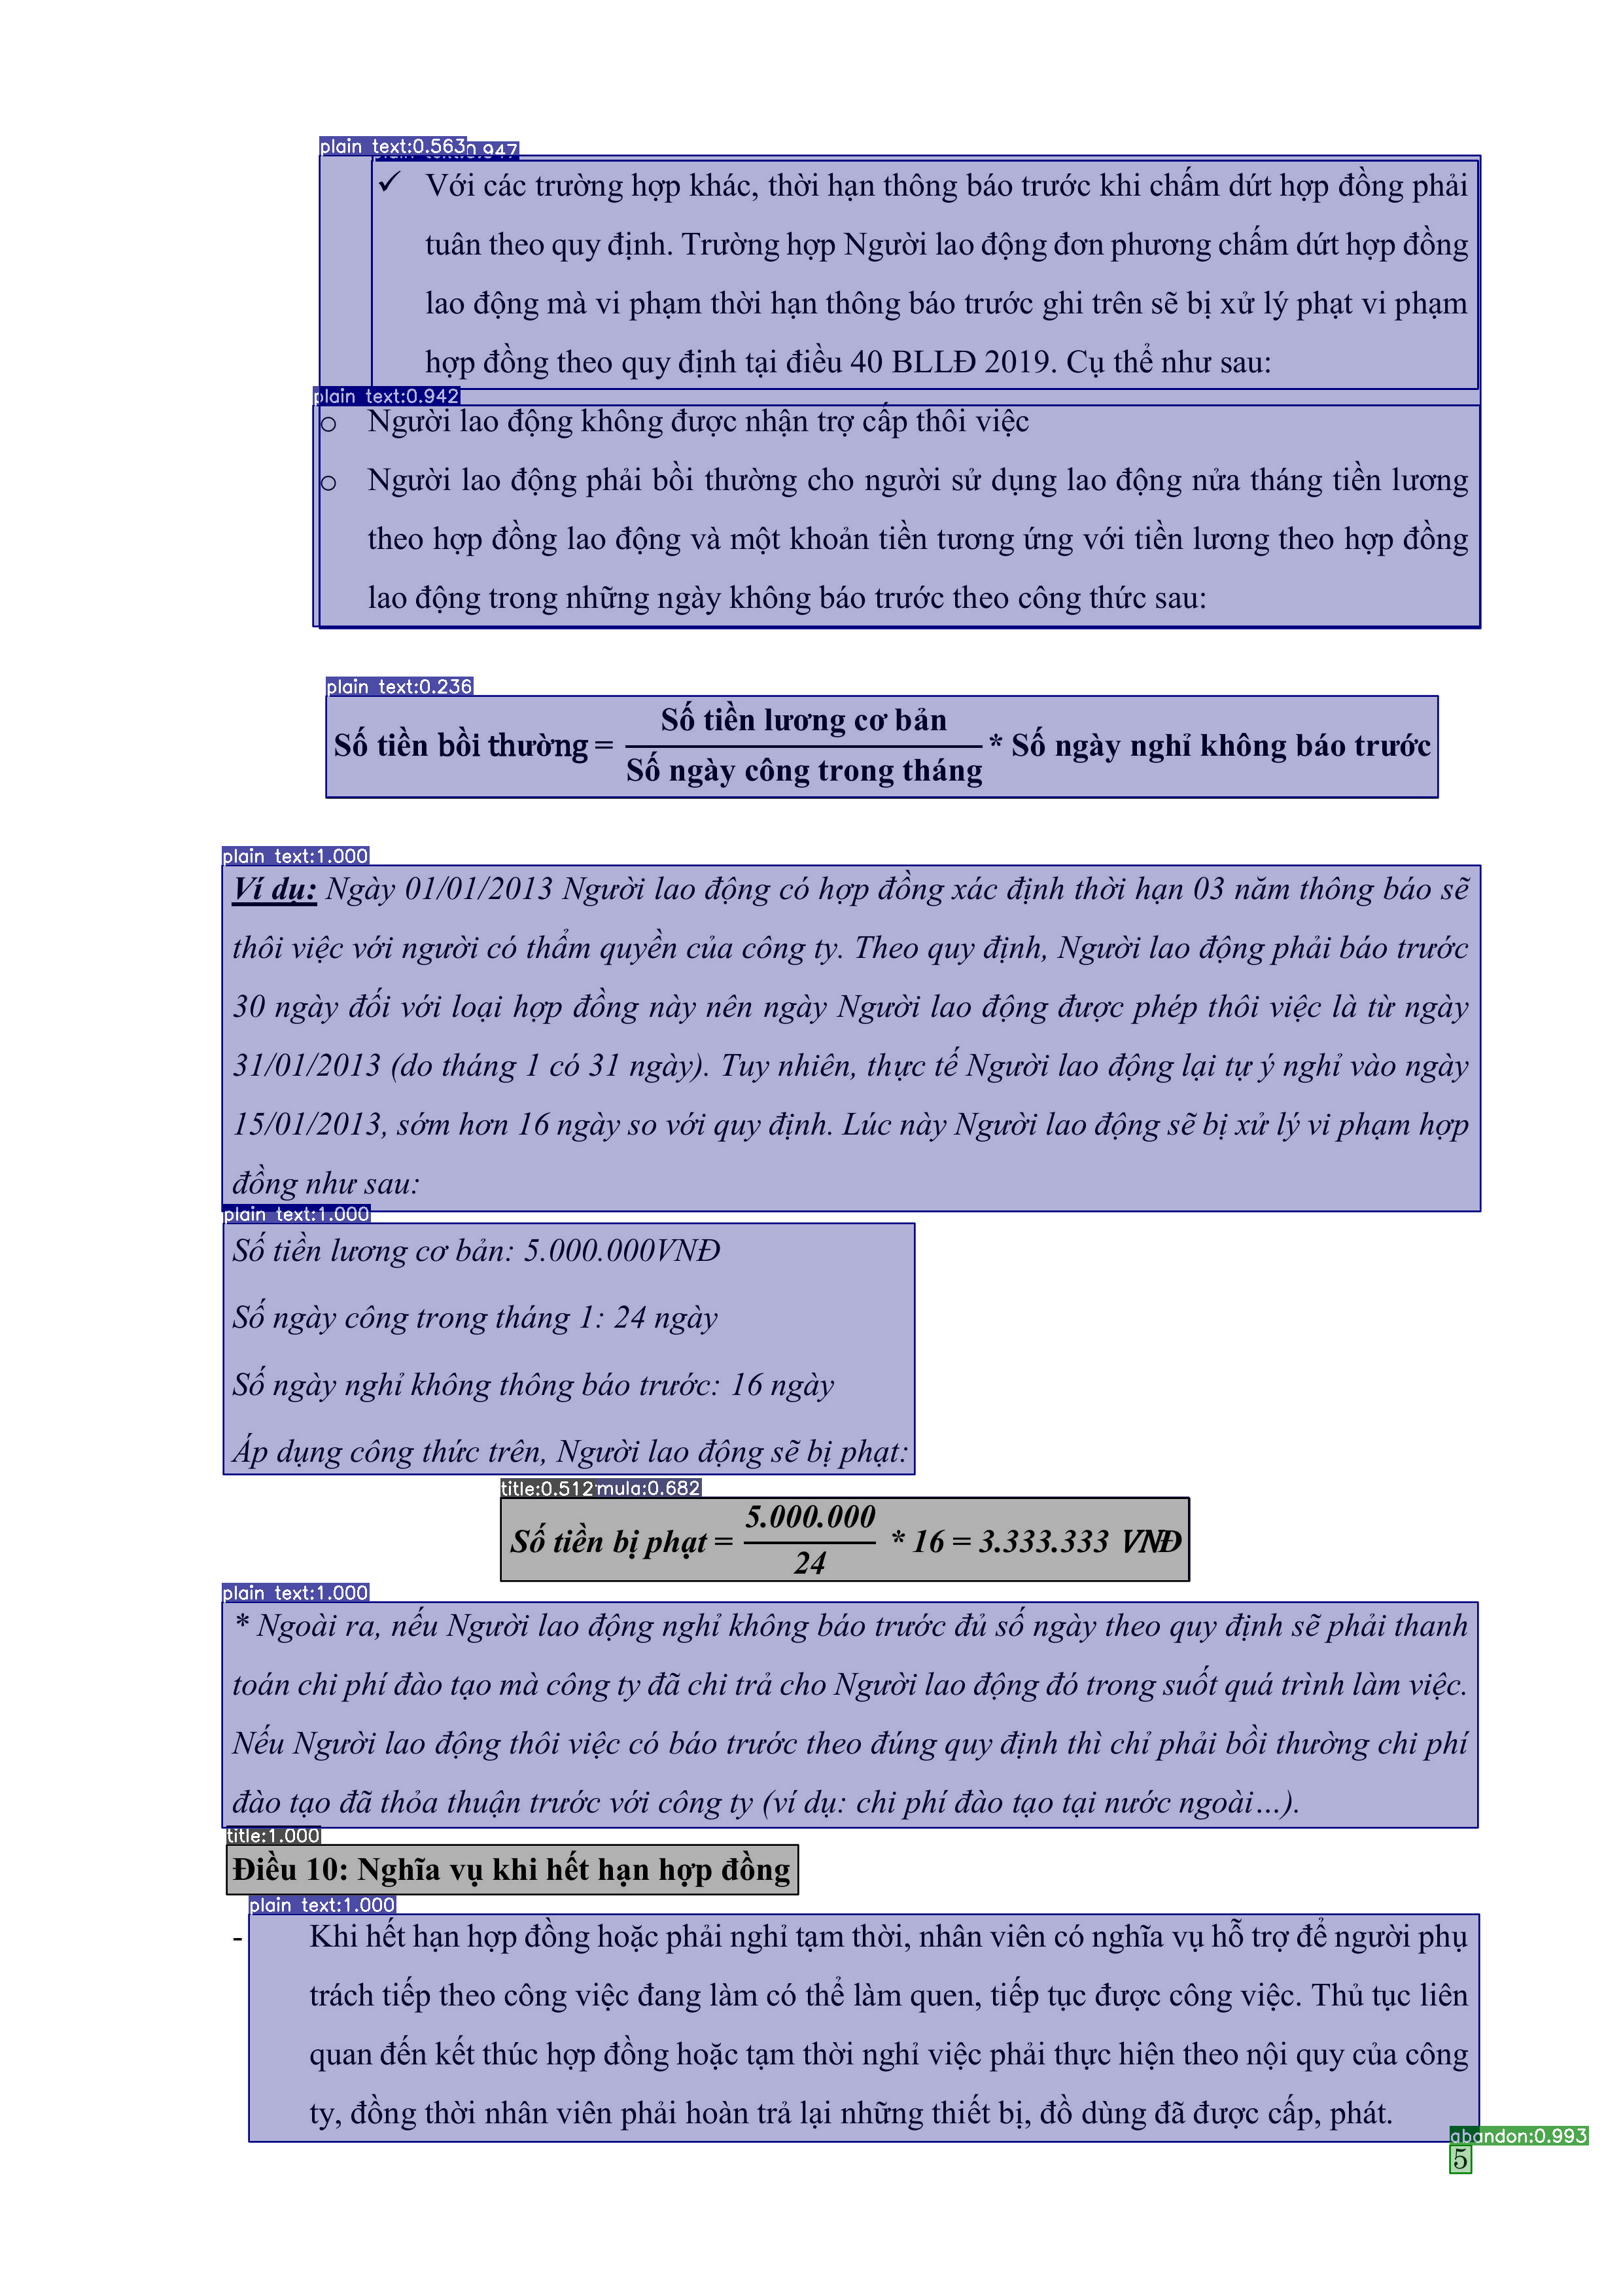 plain text:0.563 0.947
✓ Với các trường hợp khác, thời hạn thông báo trước khi chấm dứt hợp đồng phải
tuân theo quy định. Trường hợp Người lao động đơn phương chấm dứt hợp đồng
lao động mà vi phạm thời hạn thông báo trước ghi trên sẽ bị xử lý phạt vi phạm
hợp đồng theo quy định tại điều 40 BLLĐ 2019. Cụ thể như sau:
plain text:0.942
o Người lao động không được nhận trợ cấp thôi việc
o Người lao động phải bồi thường cho người sử dụng lao động nửa tháng tiền lương
theo hợp đồng lao động và một khoản tiền tương ứng với tiền lương theo hợp đồng
lao động trong những ngày không báo trước theo công thức sau:
plain text:0.236
Số tiền lương cơ bản
Số tiền bồi thường = * Số ngày nghỉ không báo trước
Số ngày công trong tháng
plain text:1.000
Ví dụ: Ngày 01/01/2013 Người lao động có hợp đồng xác định thời hạn 03 năm thông báo sẽ
thôi việc với người có thẩm quyền của công ty. Theo quy định, Người lao động phải báo trước
30 ngày đối với loại hợp đồng này nên ngày Người lao động được phép thôi việc là từ ngày
31/01/2013 (do tháng 1 có 31 ngày). Tuy nhiên, thực tế Người lao động lại tự ý nghỉ vào ngày
15/01/2013, sớm hơn 16 ngày so với quy định. Lúc này Người lao động sẽ bị xử lý vi phạm hợp
đồng như sau:
plain text:1.000
Số tiền lương cơ bản: 5.000.000VNĐ
Số ngày công trong tháng 1: 24 ngày
Số ngày nghỉ không thông báo trước: 16 ngày
Áp dụng công thức trên, Người lao động sẽ bị phạt:
title:0.512 mula:0.682
5.000.000
Số tiền bị phạt = * 16 = 3.333.333 VNĐ
24
plain text:1.000
* Ngoài ra, nếu Người lao động nghỉ không báo trước đủ số ngày theo quy định sẽ phải thanh
toán chi phí đào tạo mà công ty đã chi trả cho Người lao động đó trong suốt quá trình làm việc.
Nếu Người lao động thôi việc có báo trước theo đúng quy định thì chỉ phải bồi thường chi phí
đào tạo đã thỏa thuận trước với công ty (ví dụ: chi phí đào tạo tại nước ngoài...).
title:1.000
Điều 10: Nghĩa vụ khi hết hạn hợp đồng
plain text:1.000
- Khi hết hạn hợp đồng hoặc phải nghỉ tạm thời, nhân viên có nghĩa vụ hỗ trợ để người phụ
trách tiếp theo công việc đang làm có thể làm quen, tiếp tục được công việc. Thủ tục liên
quan đến kết thúc hợp đồng hoặc tạm thời nghỉ việc phải thực hiện theo nội quy của công
ty, đồng thời nhân viên phải hoàn trả lại những thiết bị, đồ dùng đã được cấp, phát.
abandon:0.993
5